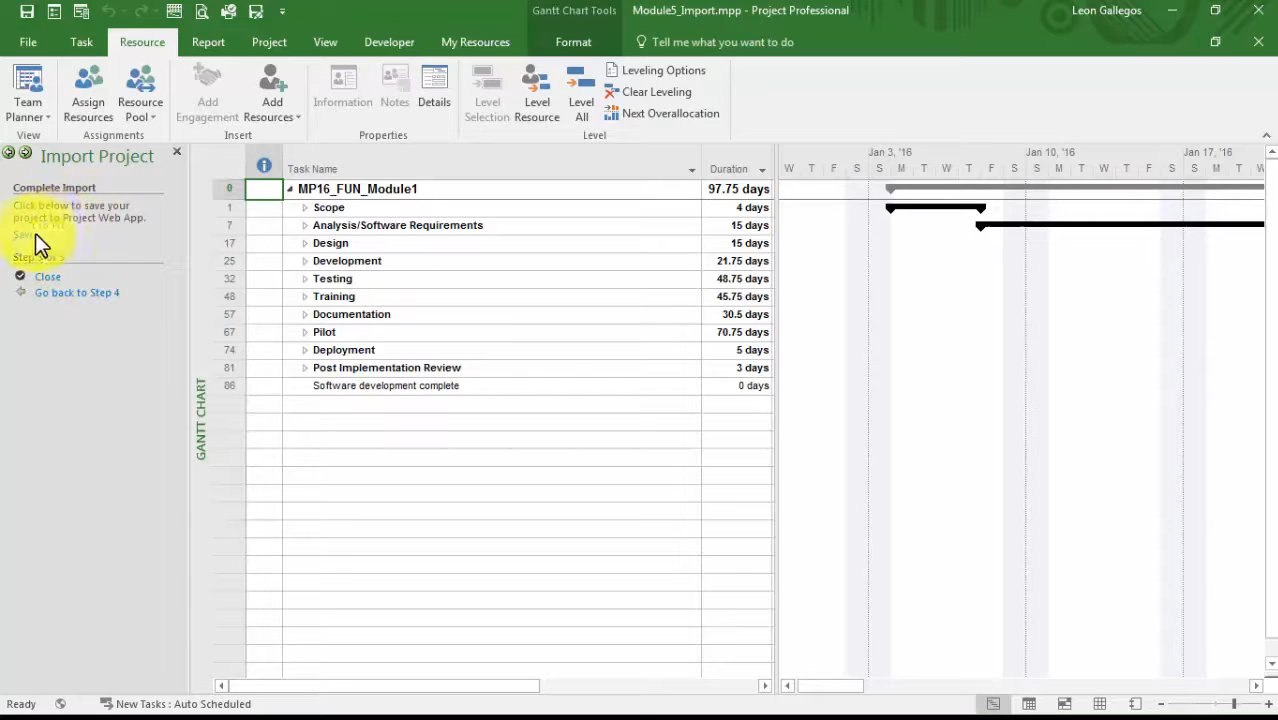 Gantt Chart Tools
Module5_Import.mpp - Project Professional
Leon Gallegos
File Task Resource Report Project View Developer My Resources Format Tell me what you want to do
Team Planner
Assign Resources
Resource Pool
Add Engagement
Add Resources
Information
Notes
Details
Level Selection
Level Resource
Level All
Leveling Options
Clear Leveling
Next Overallocation
View Assignments Insert Properties Level
Import Project
Complete Import
Click below to save your
project to Project Web App.
Close
Go back to Step 4
GANTT CHART
Task Name Duration
0 MP16_FUN_Module1 97.75 days
1 Scope 4 days
7 Analysis/Software Requirements 15 days
17 Design 15 days
25 Development 21.75 days
32 Testing 48.75 days
48 Training 45.75 days
57 Documentation 30.5 days
67 Pilot 70.75 days
74 Deployment 5 days
81 Post Implementation Review 3 days
86 Software development complete 0 days
Jan 3, '16 Jan 10, '16 Jan 17, '16
W T F S S M T W T F S S M T W T F S S M T W
Ready New Tasks : Auto Scheduled